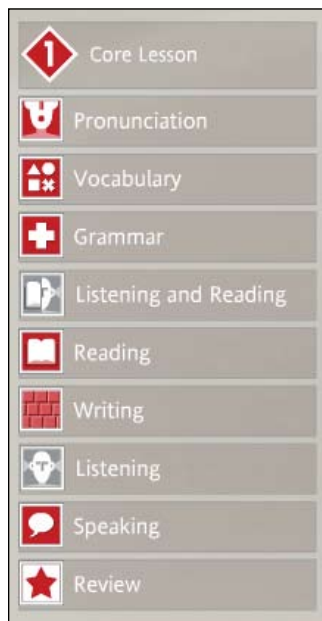 1 Core Lesson
Pronunciation
Vocabulary
Grammar
Listening and Reading
Reading
Writing
Listening
Speaking
Review